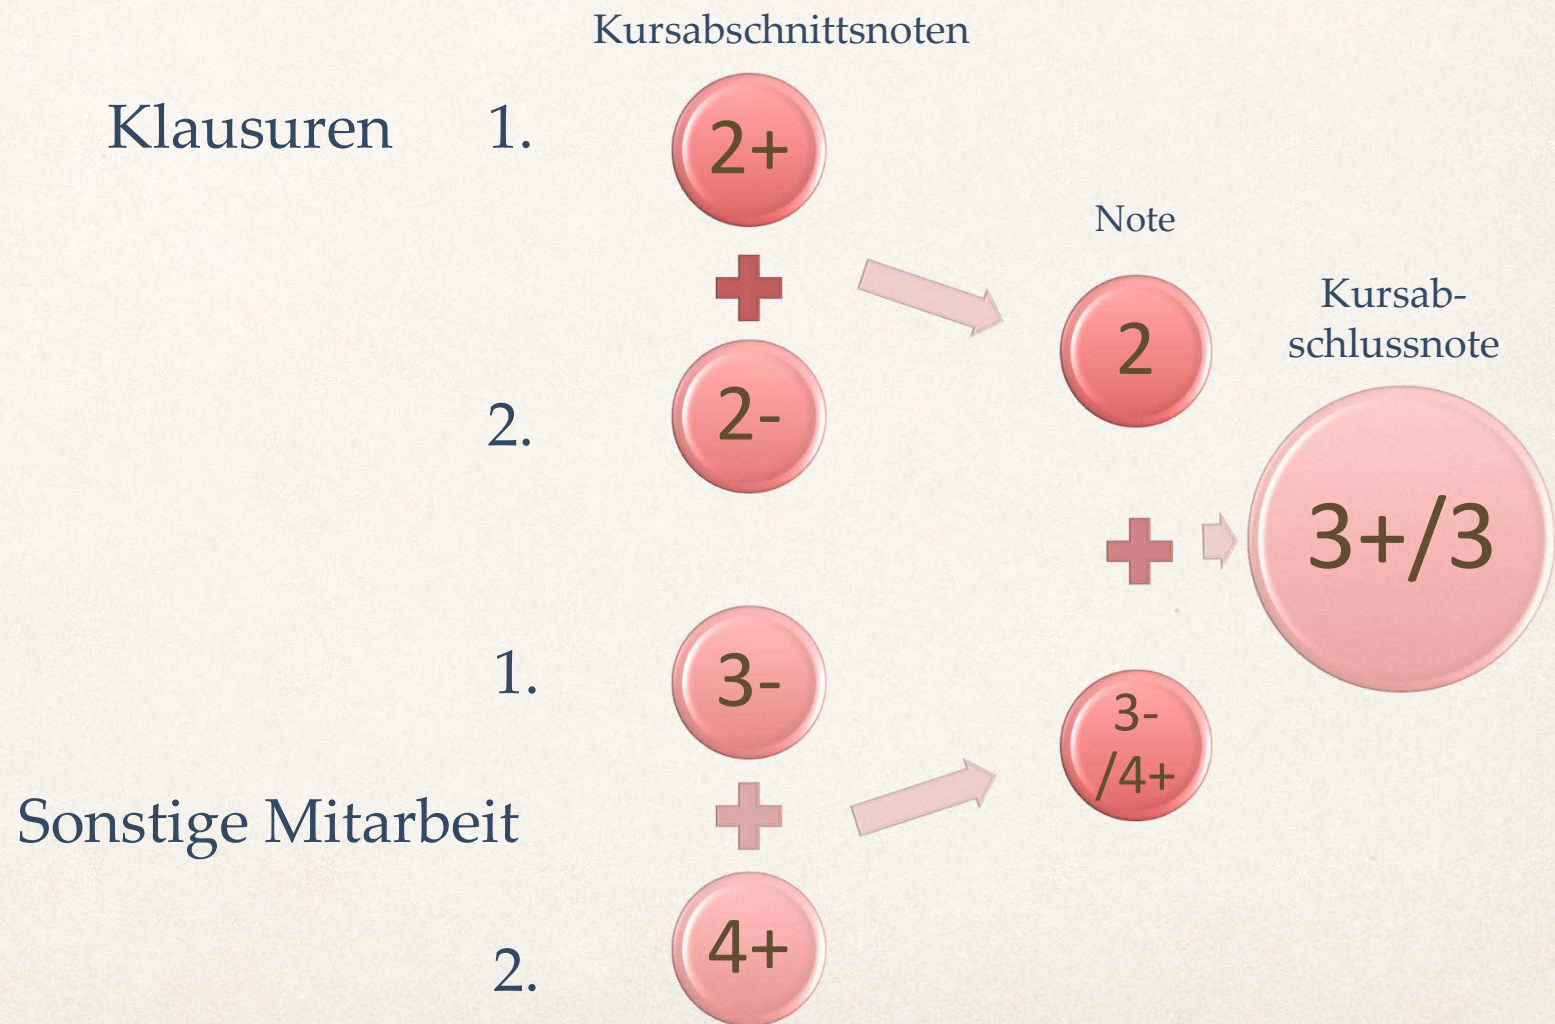 Kursabschnittsnoten
Klausuren 1. 2+
Note
2
Kursab-
schlussnote
2. 2-
3+/3
1. 3-
3-
/4+
Sonstige Mitarbeit
2. 4+